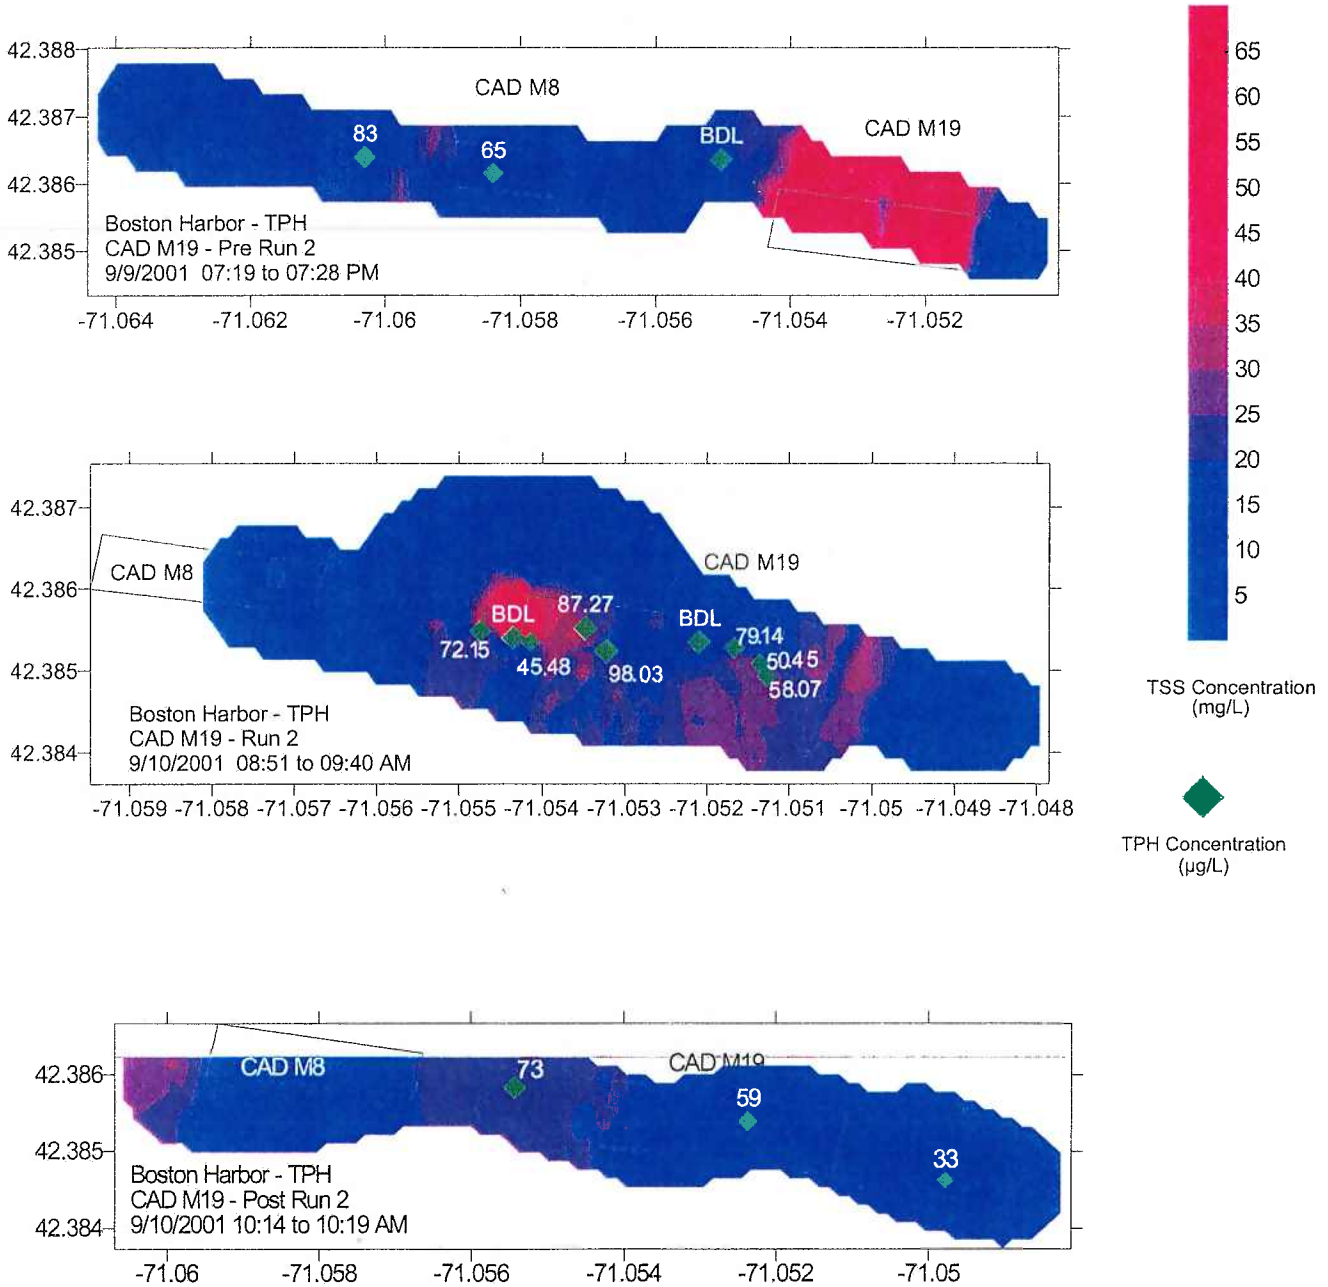 42.388
42.387
42.386
42.385
CAD M8
CAD M19
83
65
BDL
Boston Harbor - TPH
CAD M19 - Pre Run 2
9/9/2001 07:19 to 07:28 PM
-71.064 -71.062 -71.06 -71.058 -71.056 -71.054 -71.052
65
60
55
50
45
40
35
30
25
20
15
10
5
TSS Concentration
(mg/L)
TPH Concentration
(µg/L)
42.387
42.386
42.385
42.384
CAD M8
CAD M19
BDL
87.27
BDL
72.15
45.48
98.03
79.14
50.45
58.07
Boston Harbor - TPH
CAD M19 - Run 2
9/10/2001 08:51 to 09:40 AM
-71.059 -71.058 -71.057 -71.056 -71.055 -71.054 -71.053 -71.052 -71.051 -71.05 -71.049 -71.048
42.386
42.385
42.384
CAD M8
CAD M19
73
59
33
Boston Harbor - TPH
CAD M19 - Post Run 2
9/10/2001 10:14 to 10:19 AM
-71.06 -71.058 -71.056 -71.054 -71.052 -71.05